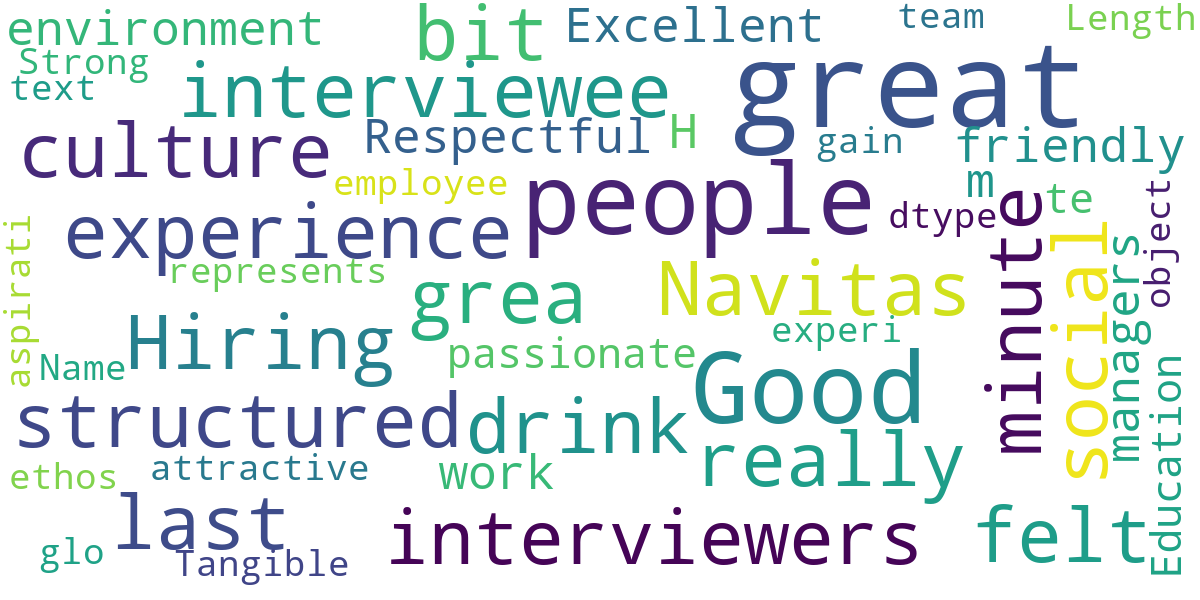 environment
bit
Excellent
team
Length
Strong
text
interviewee
great
culture
Respectful
H
gain
friendly
employee
people
m
te
dtype
experience
minute
social
object
managers
aspirati
represents
grea
Navitas
experi
Hiring
Name
passionate
Good
Education
structured
drink
really
ethos
attractive
work
last
interviewers
felt
glo
Tangible